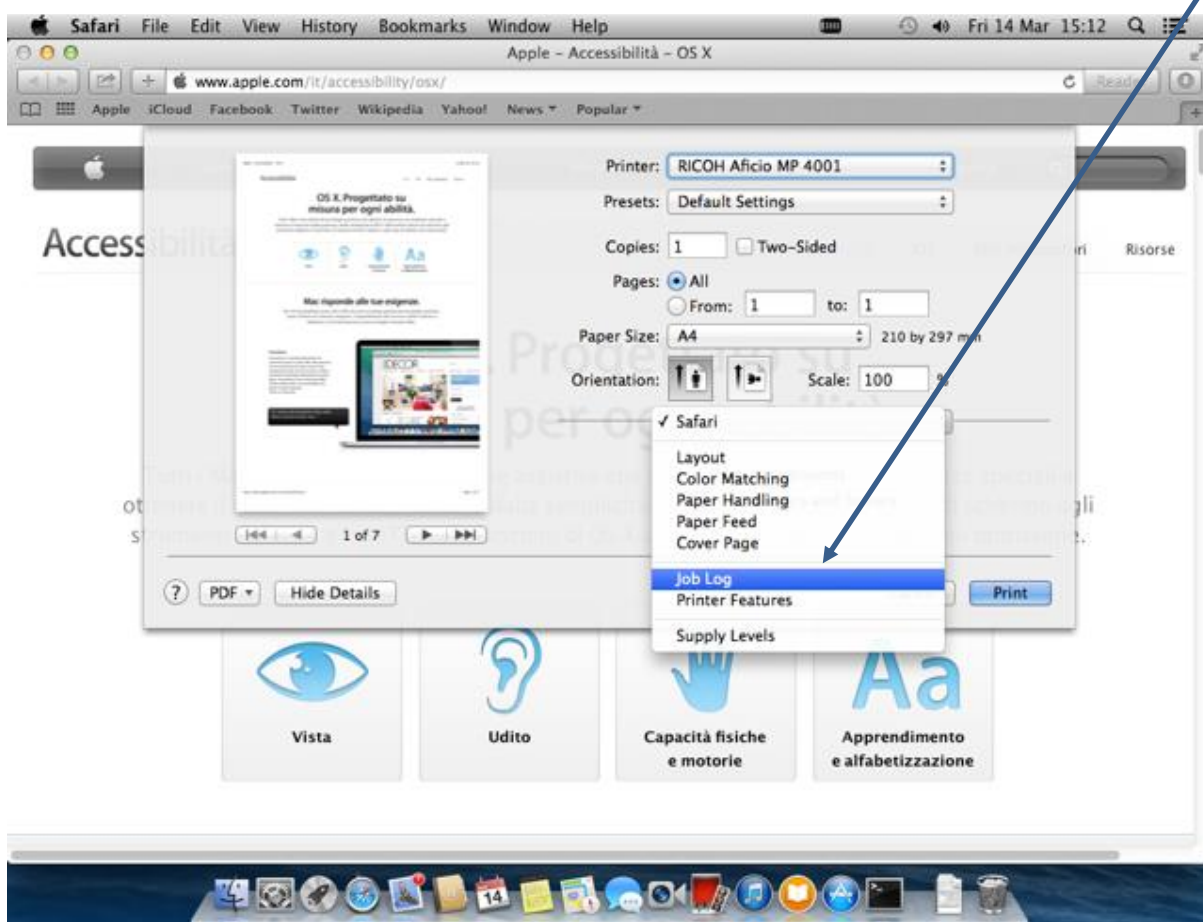 Safari File Edit View History Bookmarks Window Help Fri 14 Mar 15:12
Apple – Accessibilità – OS X
www.apple.com/it/accessibility/osx/ Reader
Apple iCloud Facebook Twitter Wikipedia Yahoo! News Popular
Printer: RICOH Aficio MP 4001
OS X. Progettato su
misura per ogni abilità.
Presets: Default Settings
Accessibilità
Risorse
Copies: 1 Two-Sided
Pages: All
From: 1 to: 1
Mac risponde alle tue esigenze.
Paper Size: A4 210 by 297 mm
Orientation: Scale: 100 %
✓ Safari
Layout
Color Matching
Paper Handling
Paper Feed
Cover Page
1 of 7
Job Log
Printer Features
Supply Levels
? PDF Hide Details Print
Aa
Vista
Udito
Capacità fisiche
e motorie
Apprendimento
e alfabetizzazione
14